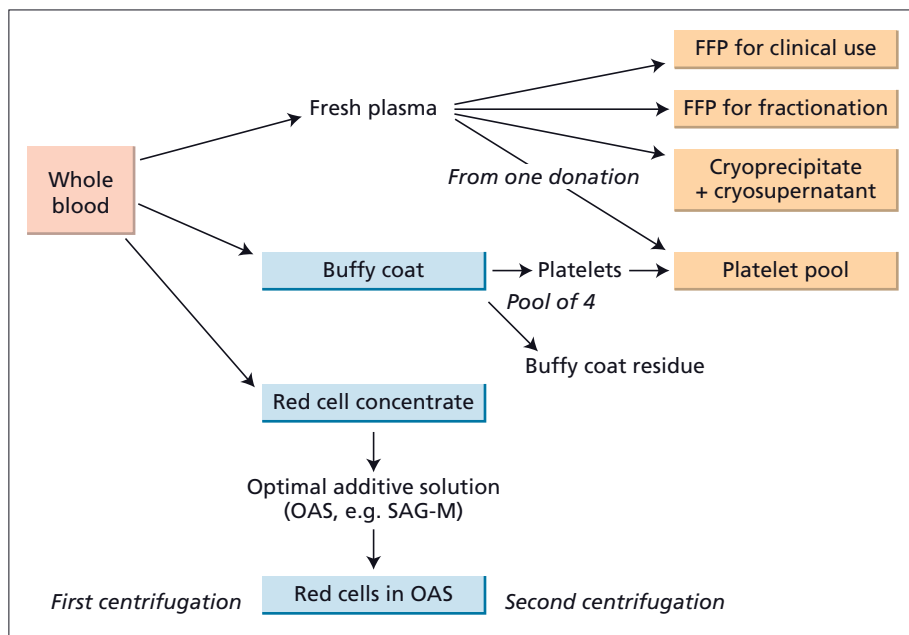 FFP for clinical use
Fresh plasma
FFP for fractionation
Whole
blood
From one donation
Cryoprecipitate
+ cryosupernatant
Buffy coat
Platelets
Platelet pool
Pool of 4
Buffy coat residue
Red cell concentrate
Optimal additive solution
(OAS, e.g. SAG-M)
First centrifugation
Red cells in OAS
Second centrifugation